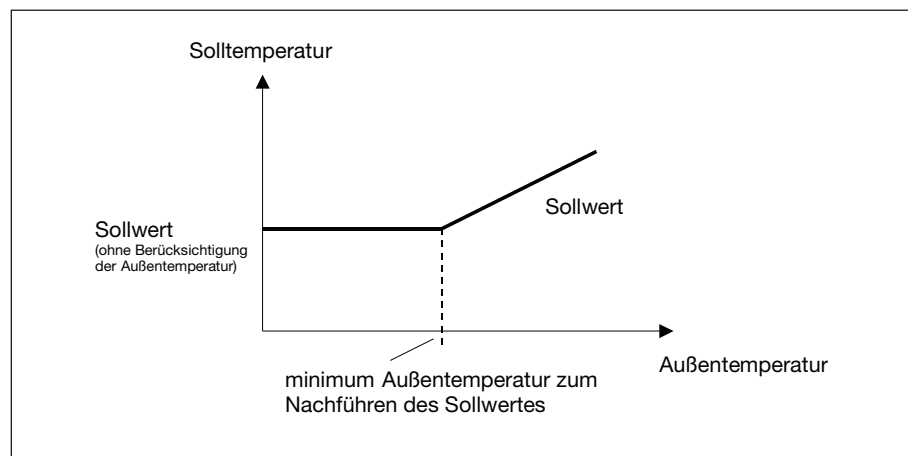 Solltemperatur
Sollwert
(ohne Berücksichtigung
der Außentemperatur)
Sollwert
minimum Außentemperatur zum
Nachführen des Sollwertes
Außentemperatur